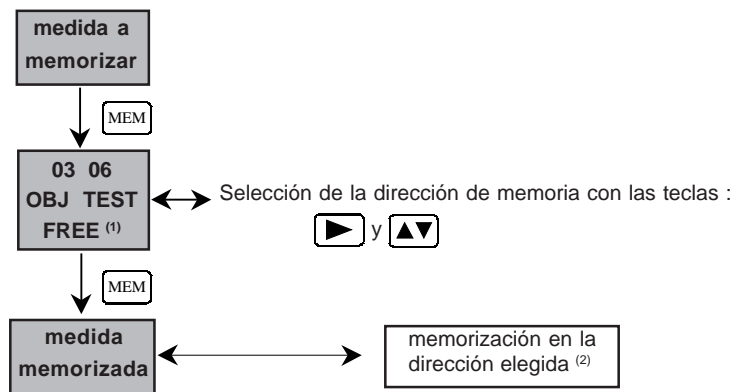 medida a
memorizar
MEM
03 06
OBJ TEST
FREE (1)
Selección de la dirección de memoria con las teclas :
y
MEM
medida
memorizada
memorización en la
dirección elegida (2)